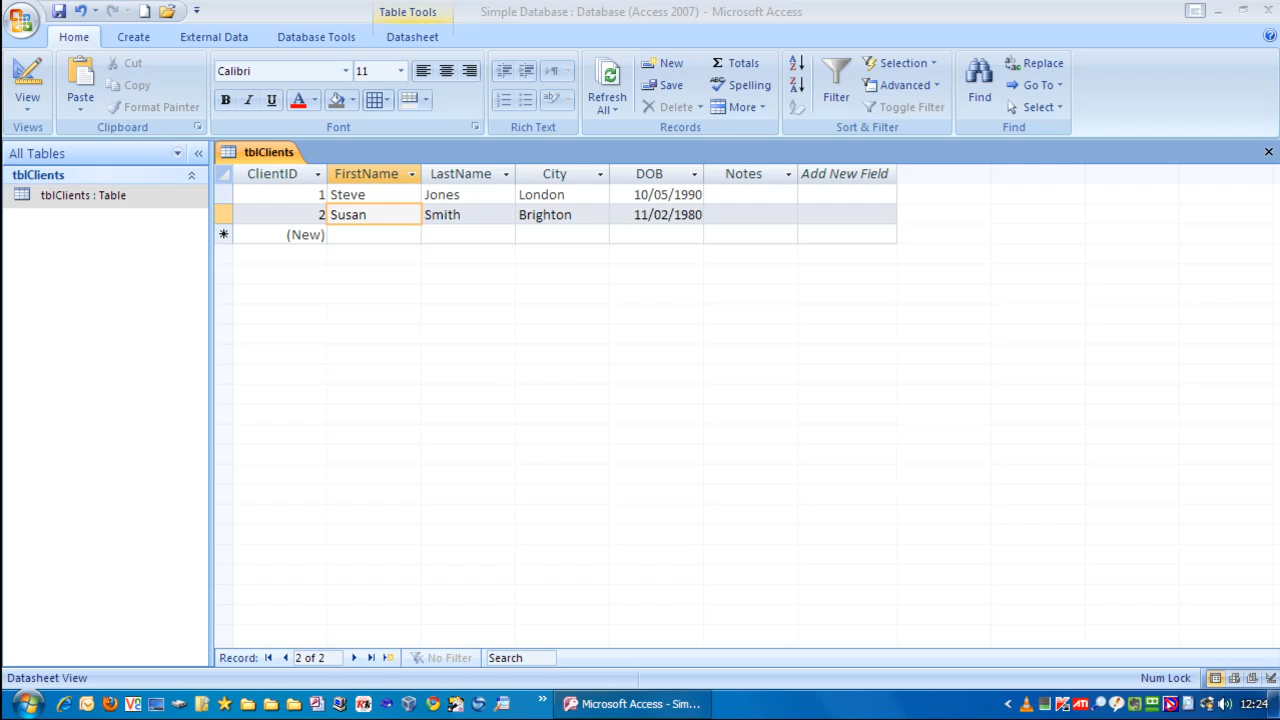 Table Tools
Simple Database : Database (Access 2007) - Microsoft Access
Home
Create
External Data
Database Tools
Datasheet
View
Views
Paste
Cut
Copy
Format Painter
Clipboard
Calibri
11
B I U A
Font
Rich Text
Refresh
All
New
Save
Delete
Totals
Spelling
More
Records
Filter
Selection
Advanced
Toggle Filter
Sort & Filter
Find
Replace
Go To
Select
Find
All Tables
tblClients
tblClients : Table
tblClients
ClientID FirstName LastName City DOB Notes Add New Field
1 Steve Jones London 10/05/1990
2 Susan Smith Brighton 11/02/1980
(New)
Record: 2 of 2 No Filter Search
Datasheet View
Num Lock
Microsoft Access - Sim...
12:24